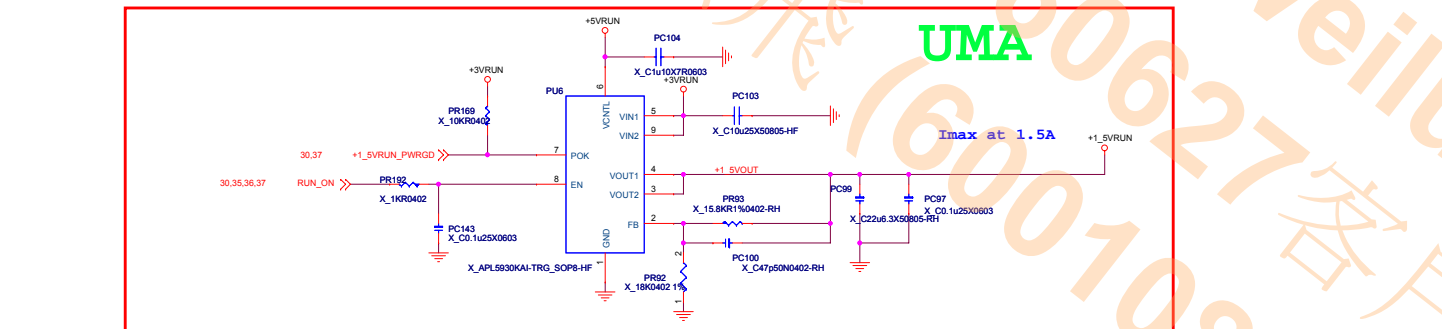 +5VRUN
UMA
PC104
X_C1u10X7R0603
+3VRUN
+3VRUN
PU6
6
VCNTL
PC103
X_C10u25X50805-HF
PR169
X_10KR0402
5
VIN1
9
VIN2
Imax at 1.5A
+1_5VRUN
30,37
+1_5VRUN_PWRGD
7
POK
4
VOUT1
+1_5VOUT
30,35,36,37
RUN_ON
PR192
X_1KR0402
8
EN
3
VOUT2
PR93
X_15.8KR1%0402-RH
PC99
X_C22u6.3X50805-RH
PC97
X_C0.1u25X0603
2
FB
PC143
X_C0.1u25X0603
GND
1
X_APL5930KAI-TRG_SOP8-HF
PC100
X_C47p50N0402-RH
2
PR92
X_18K0402 1%
1